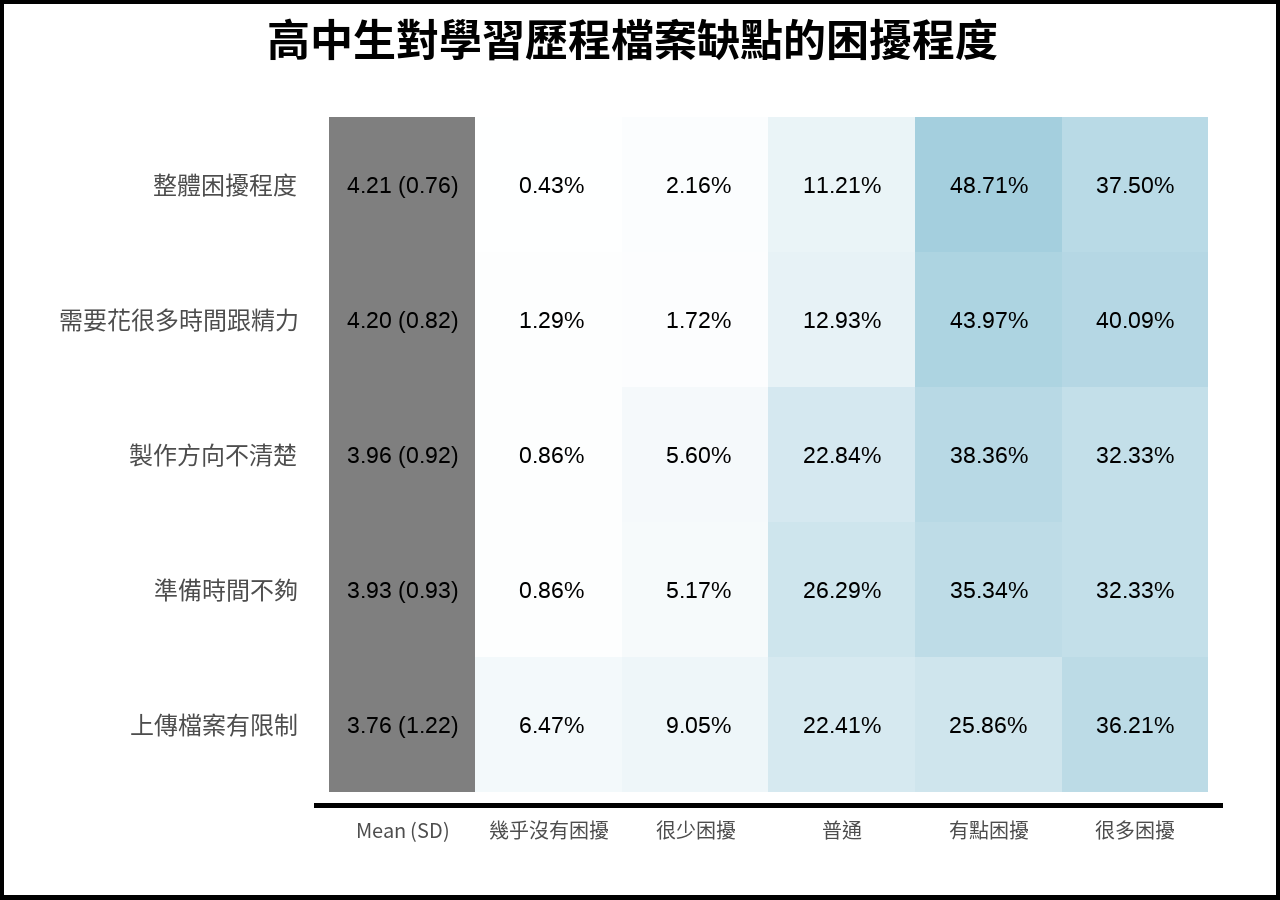 高中生對學習歷程檔案缺點的困擾程度
整體困擾程度 4.21 (0.76) 0.43% 2.16% 11.21% 48.71% 37.50%
需要花很多時間跟精力 4.20 (0.82) 1.29% 1.72% 12.93% 43.97% 40.09%
製作方向不清楚 3.96 (0.92) 0.86% 5.60% 22.84% 38.36% 32.33%
準備時間不夠 3.93 (0.93) 0.86% 5.17% 26.29% 35.34% 32.33%
上傳檔案有限制 3.76 (1.22) 6.47% 9.05% 22.41% 25.86% 36.21%
Mean (SD) 幾乎沒有困擾 很少困擾 普通 有點困擾 很多困擾